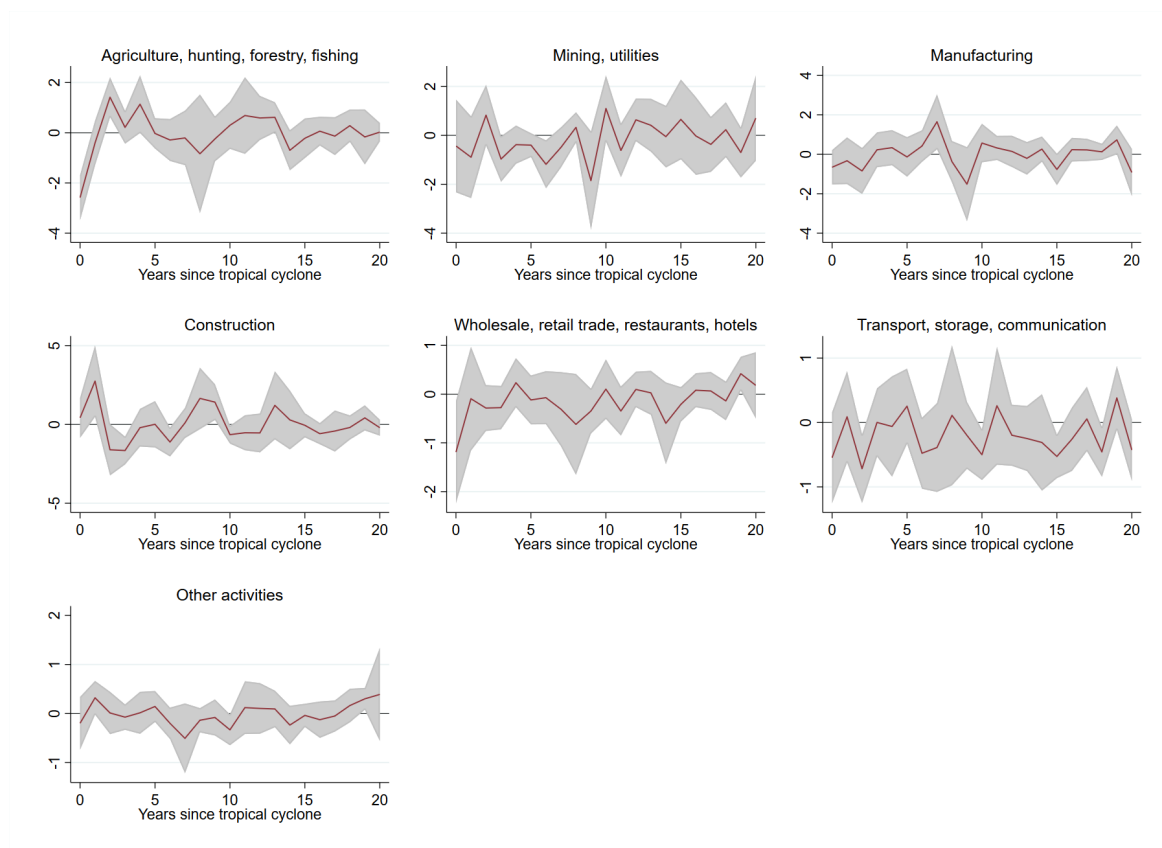 Agriculture, hunting, forestry, fishing
2
0
-2
-4
0 5 10 15 20
Years since tropical cyclone
Mining, utilities
2
0
-2
-4
0 5 10 15 20
Years since tropical cyclone
Manufacturing
4
2
0
-2
-4
0 5 10 15 20
Years since tropical cyclone
Construction
5
0
-5
0 5 10 15 20
Years since tropical cyclone
Wholesale, retail trade, restaurants, hotels
1
0
-1
-2
0 5 10 15 20
Years since tropical cyclone
Transport, storage, communication
1
0
-1
0 5 10 15 20
Years since tropical cyclone
Other activities
2
1
0
-1
0 5 10 15 20
Years since tropical cyclone